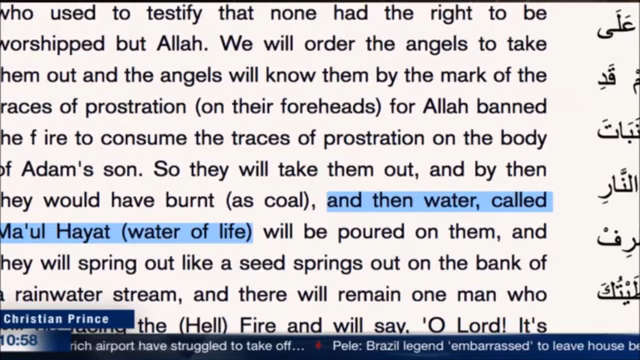 who used to testify that none had the right to be
worshipped but Allah. We will order the angels to take
them out and the angels will know them by the mark of the
traces of prostration (on their foreheads) for Allah banned
the f ire to consume the traces of prostration on the body
of Adam's son. So they will take them out, and by then
they would have burnt (as coal), and then water, called
Ma'ul Hayat (water of life) will be poured on them, and
they will spring out like a seed springs out on the bank of
a rainwater stream, and there will remain one man who
facing the (Hell) Fire and will say, 'O Lord! It's
عَلَى
قَدِ
النَّارِ
Christian Prince
10:58
rich airport have struggled to take off... Pele: Brazil legend 'embarrassed' to leave house b